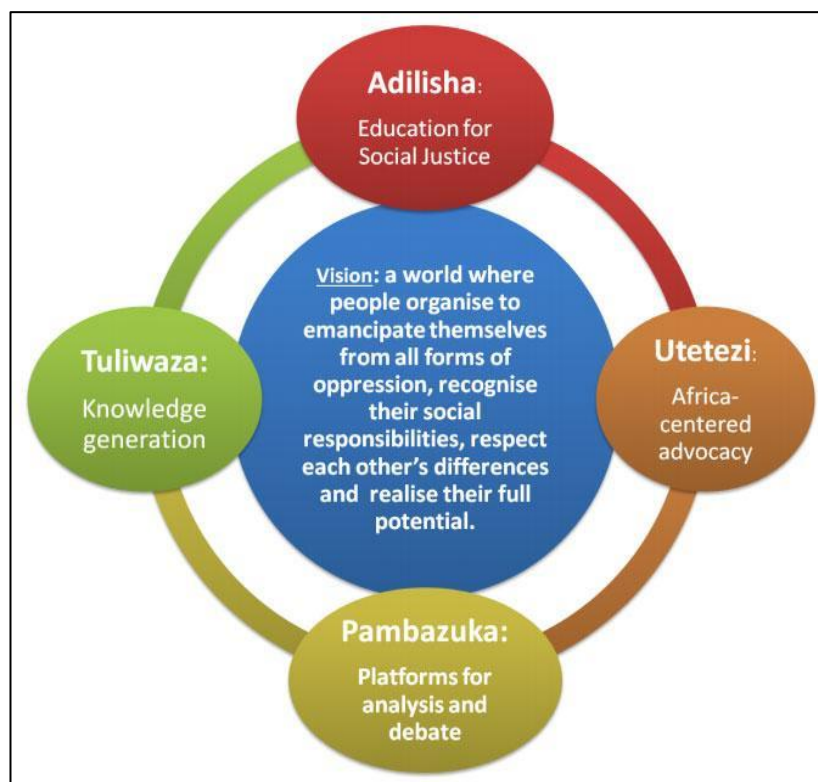 Adilisha:
Education for
Social Justice
Vision: a world where
people organise to
emancipate themselves
from all forms of
oppression, recognise
their social
responsibilities, respect
each other’s differences
and realise their full
potential.
Tuliwaza:
Knowledge
generation
Utetezi:
Africa-
centered
advocacy
Pambazuka:
Platforms for
analysis and
debate